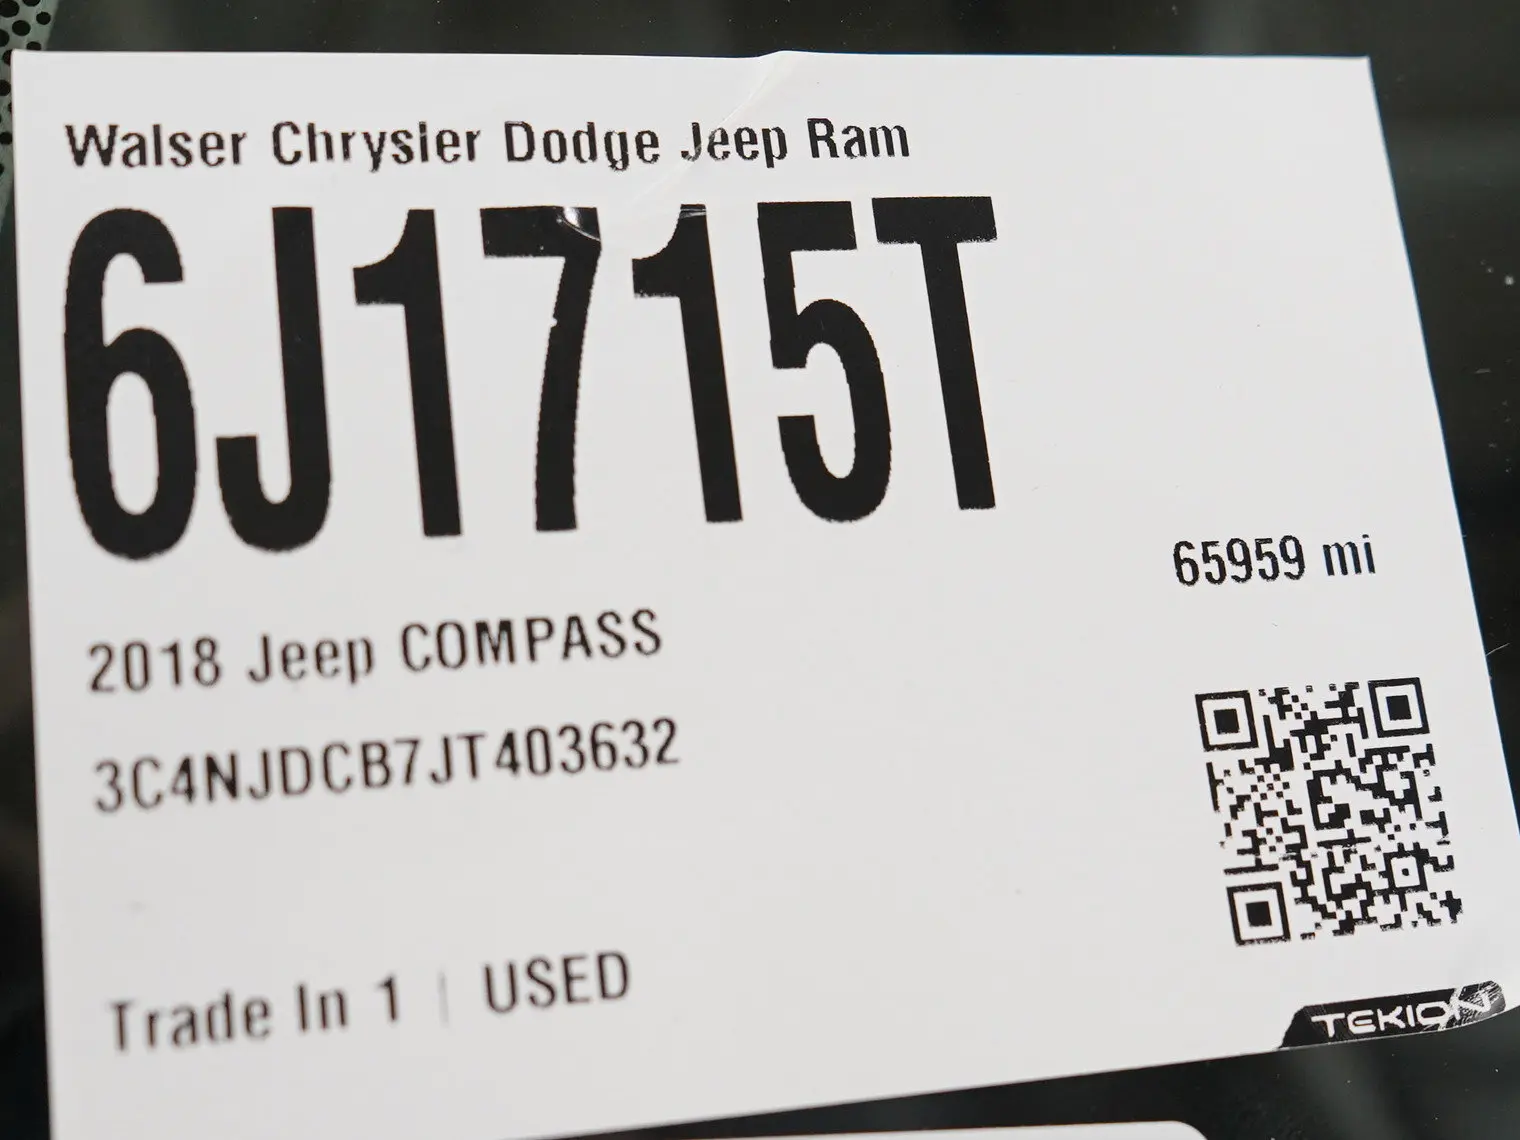 Walser Chrysler Dodge Jeep Ram
6J1715T
65959 mi
2018 Jeep COMPASS
3C4NJDCB7JT403632
Trade In 1 | USED
TEKION